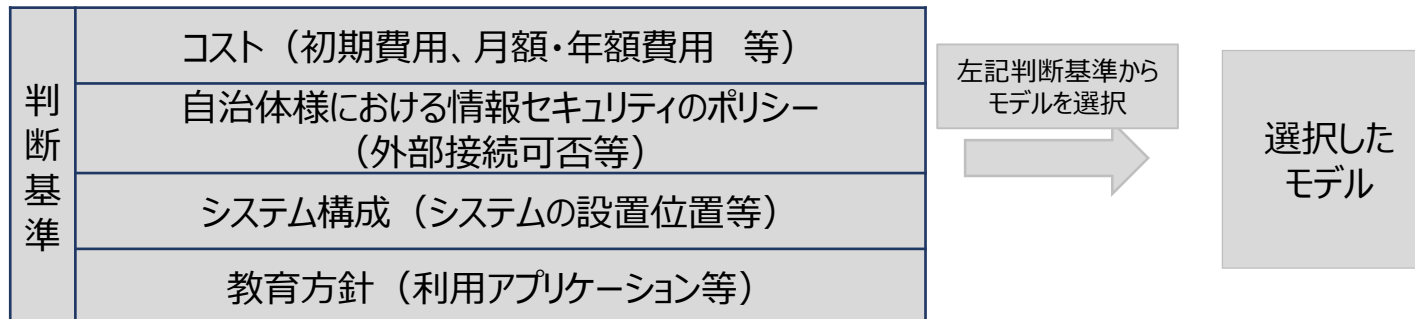 判断基準
コスト（初期費用、月額・年額費用　等）
自治体様における情報セキュリティのポリシー
（外部接続可否等）
システム構成（システムの設置位置等）
教育方針（利用アプリケーション等）
左記判断基準から
モデルを選択
選択した
モデル